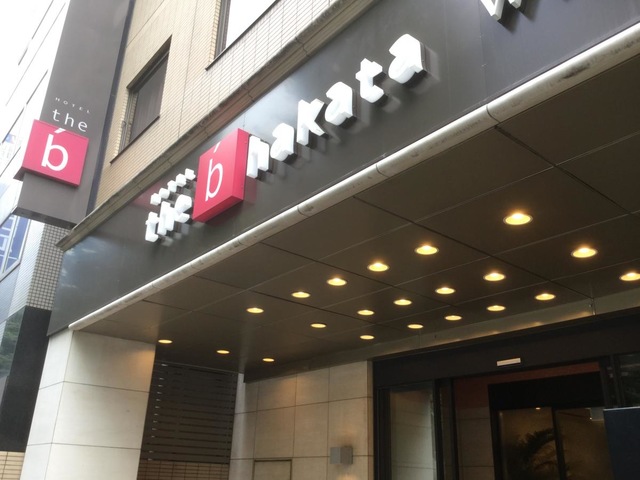 HOTEL
the
b́
HOTEL
the b́ hakata